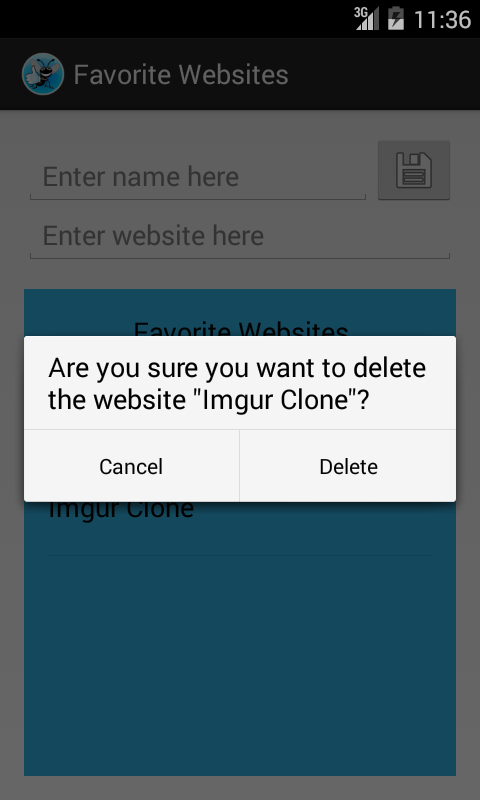 3G 11:36
Favorite Websites
Enter name here
Enter website here
Favorite Websites
Are you sure you want to delete
the website "Imgur Clone"?
Cancel Delete
Imgur Clone